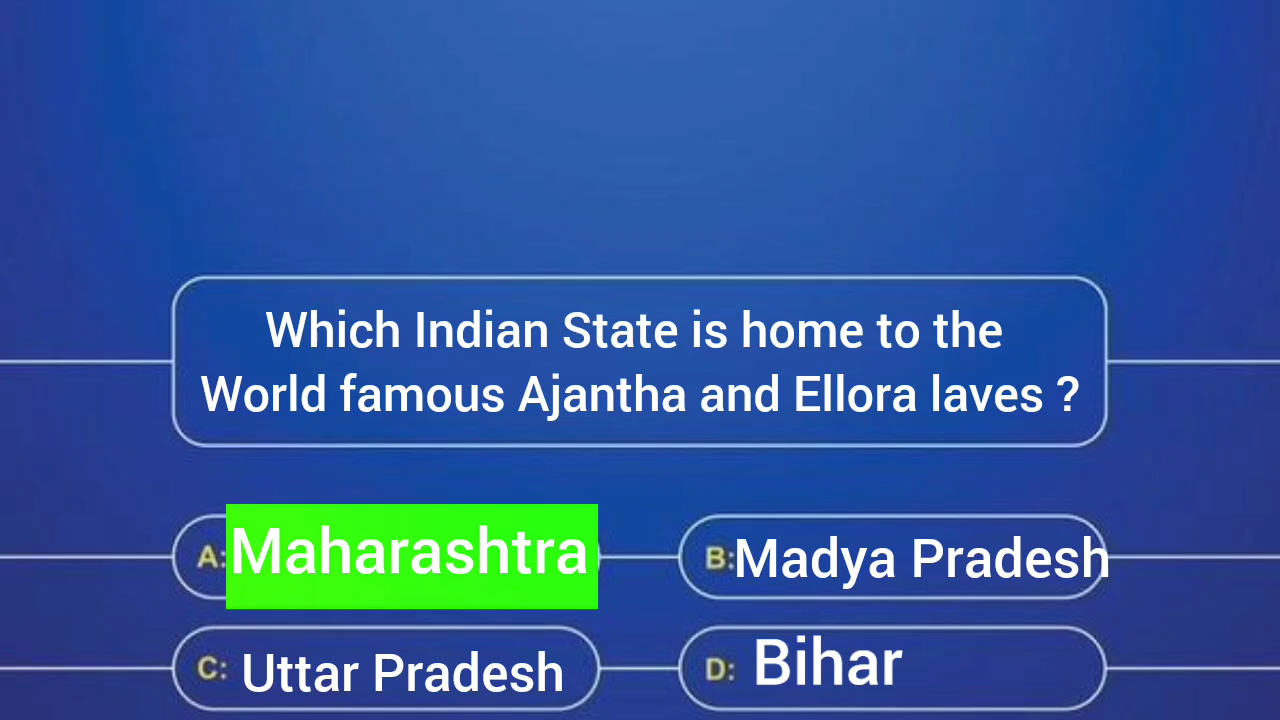 Which Indian State is home to the
World famous Ajantha and Ellora laves ?
A: Maharashtra
B: Madya Pradesh
C: Uttar Pradesh
D: Bihar